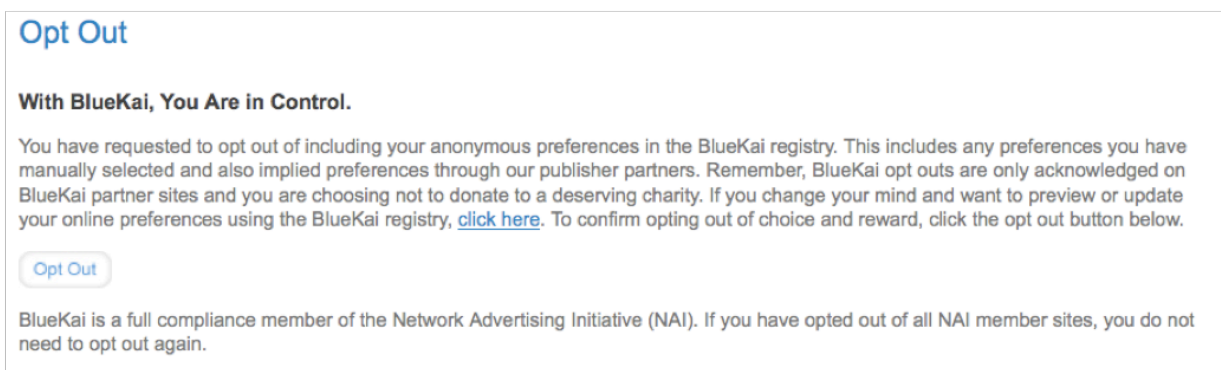 Opt Out
With BlueKai, You Are in Control.
You have requested to opt out of including your anonymous preferences in the BlueKai registry. This includes any preferences you have
manually selected and also implied preferences through our publisher partners. Remember, BlueKai opt outs are only acknowledged on
BlueKai partner sites and you are choosing not to donate to a deserving charity. If you change your mind and want to preview or update
your online preferences using the BlueKai registry, click here. To confirm opting out of choice and reward, click the opt out button below.
Opt Out
BlueKai is a full compliance member of the Network Advertising Initiative (NAI). If you have opted out of all NAI member sites, you do not
need to opt out again.